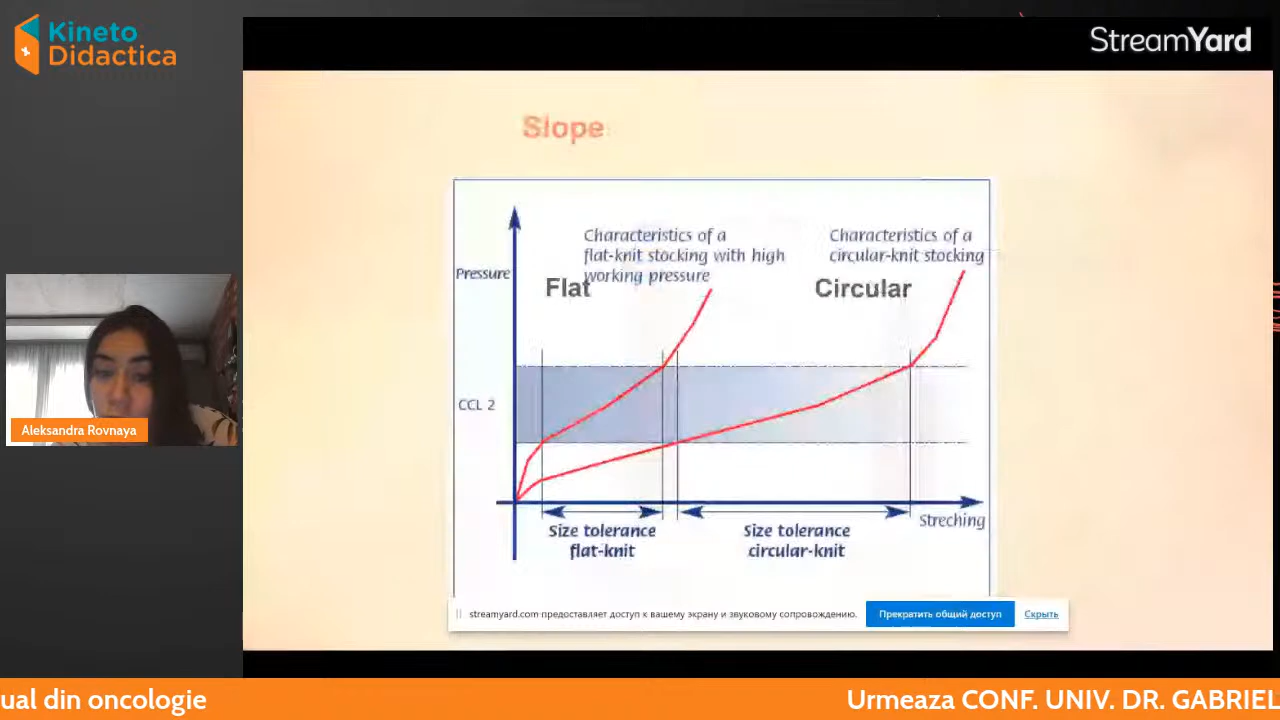 Kineto
Didactica
StreamYard
Slope
Characteristics of a
flat-knit stocking with high
working pressure
Characteristics of a
circular-knit stocking
Pressure
Flat
Circular
CCL 2
Streching
Size tolerance
flat-knit
Size tolerance
circular-knit
Aleksandra Rovnaya
streamyard.com предоставляет доступ к вашему экрану и звуковому сопровождению.
Прекратить общий доступ
Скрыть
ual din oncologie
Urmeaza CONF. UNIV. DR. GABRIEL